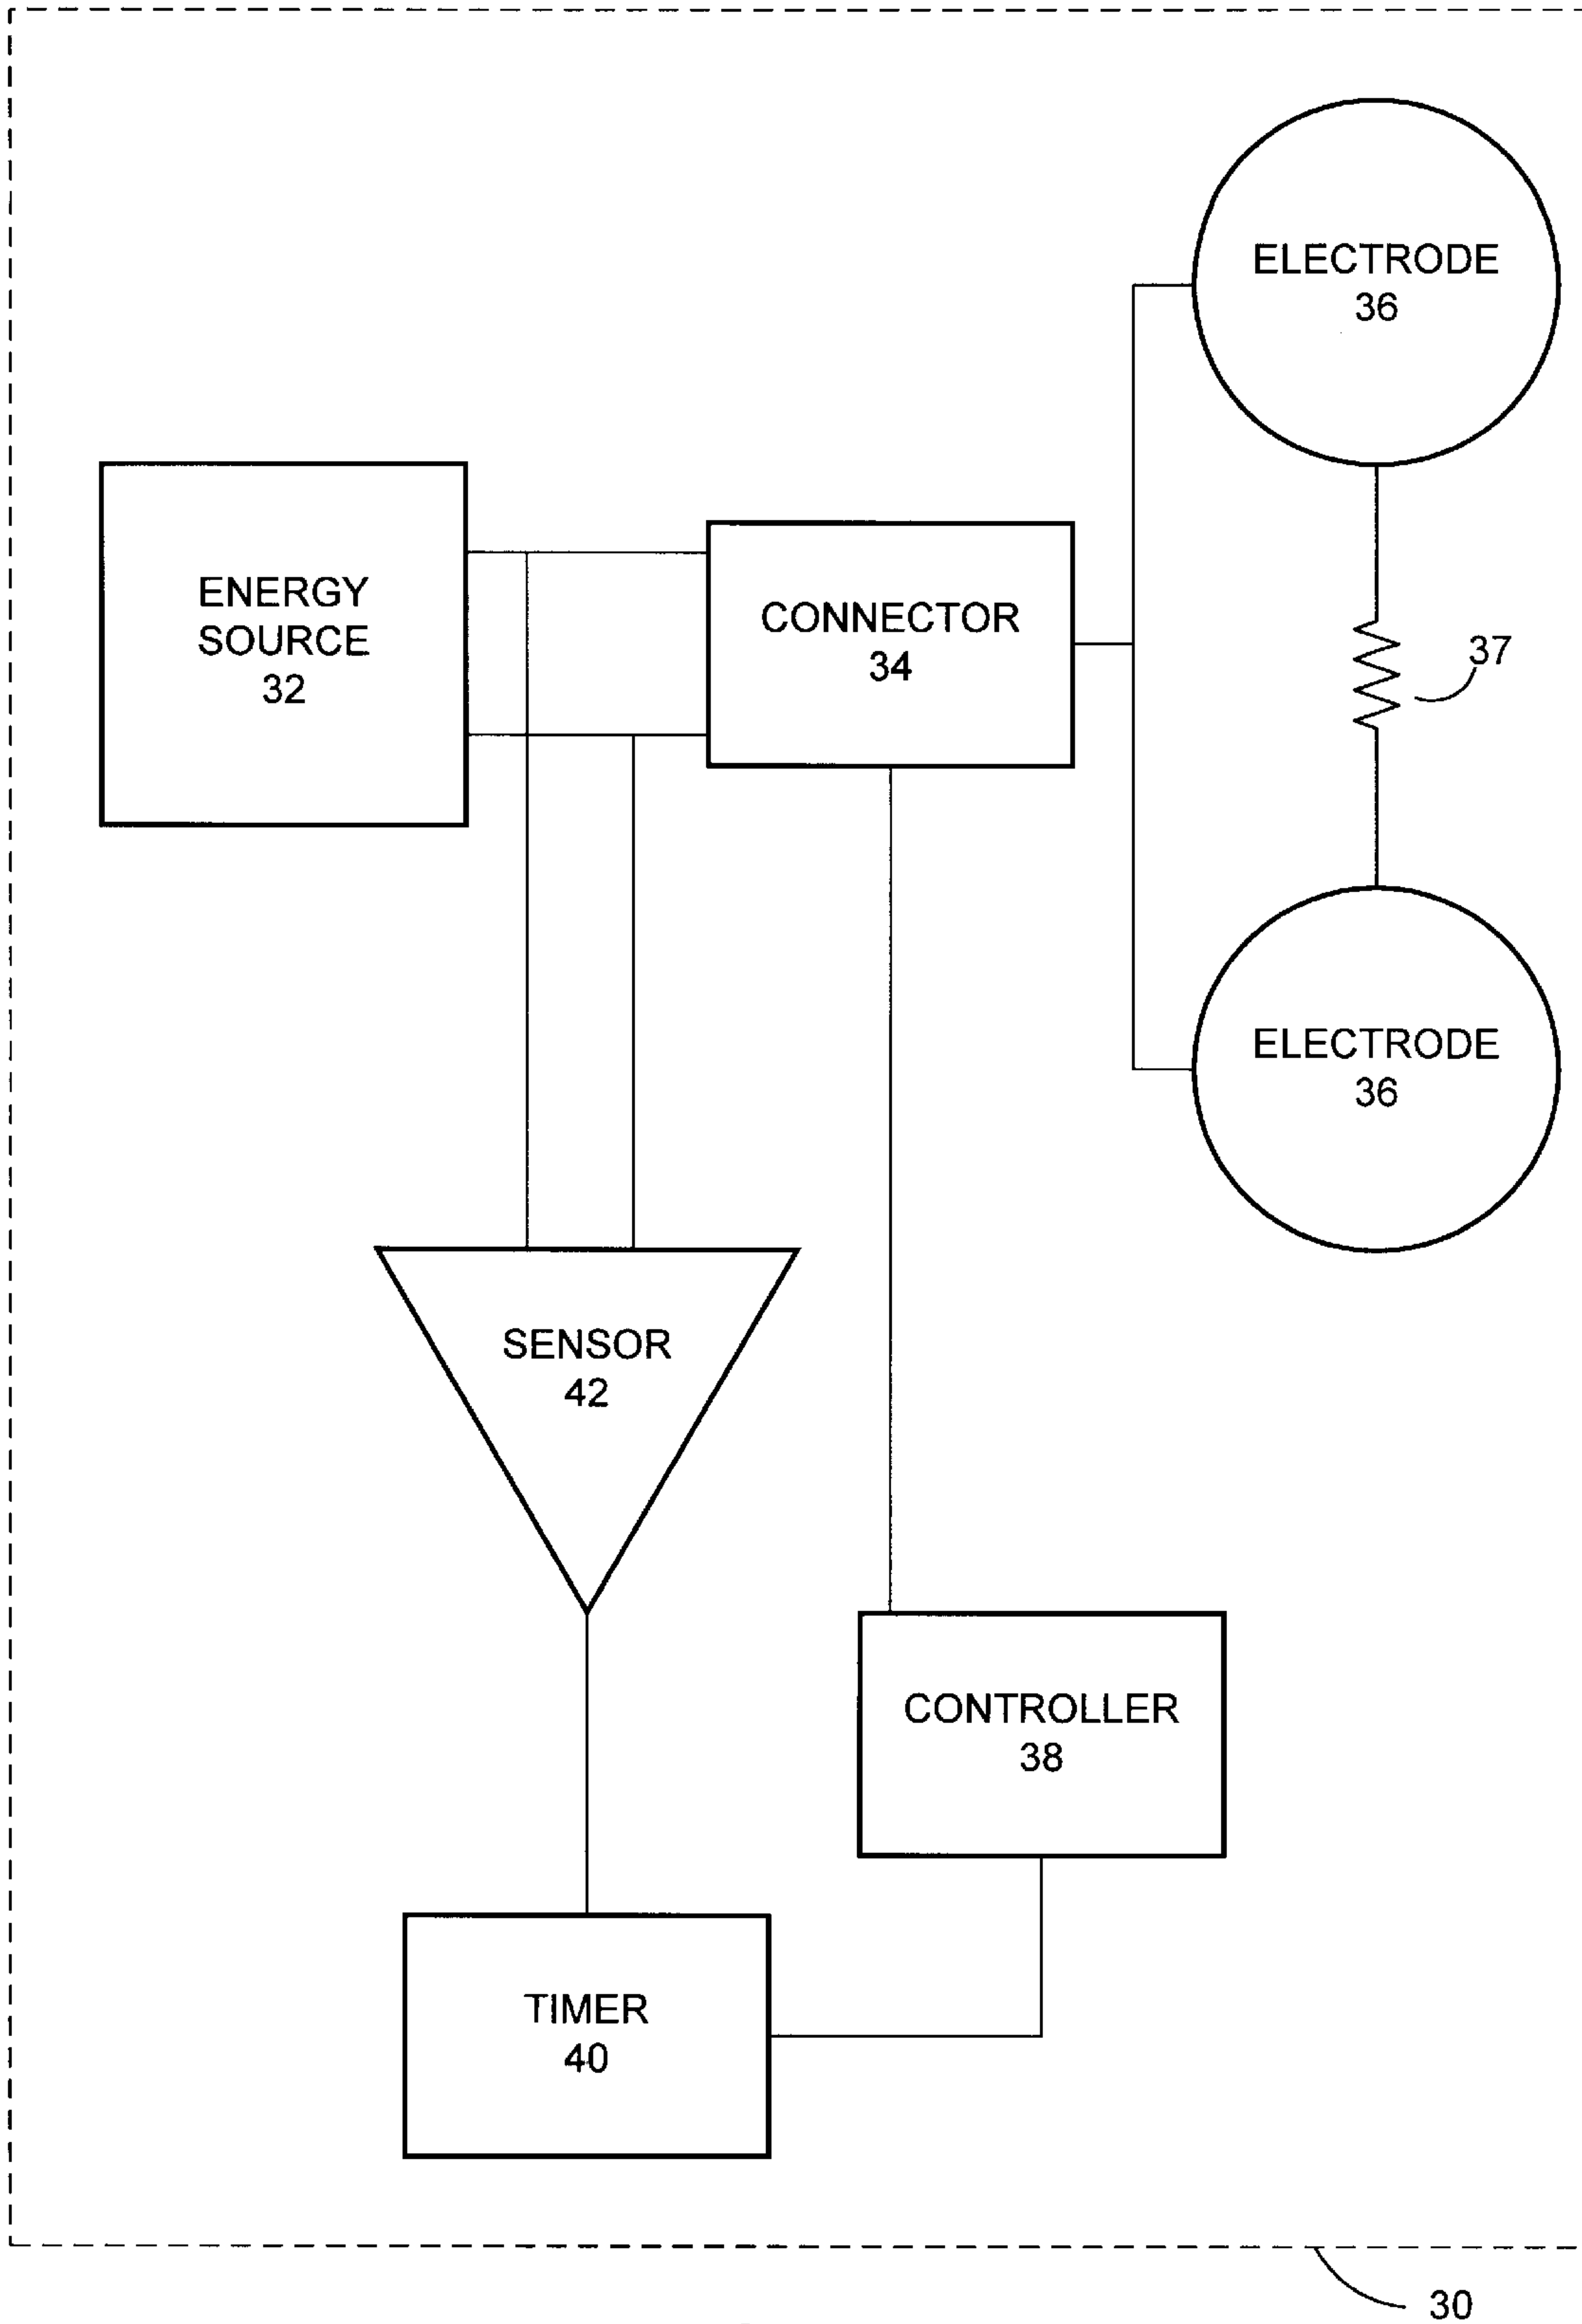 ELECTRODE
36
ENERGY
SOURCE
32
CONNECTOR
34
37
ELECTRODE
36
SENSOR
42
CONTROLLER
38
TIMER
40
30